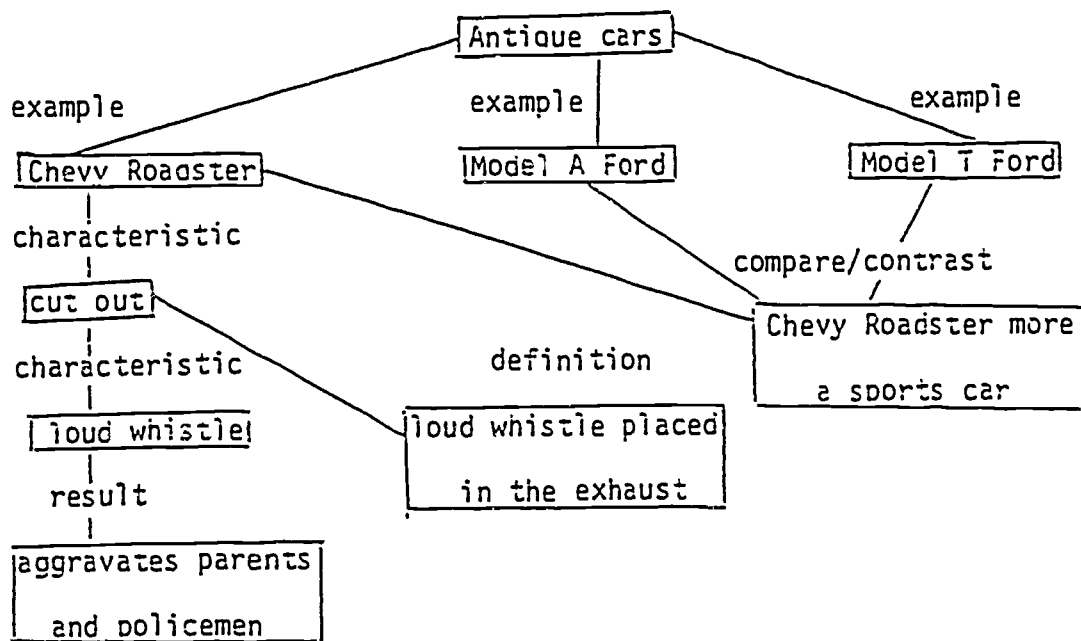 Antique cars
example
example
example
Chevy Roadster
Model A Ford
Model T Ford
characteristic
compare/contrast
cut out
Chevy Roadster more
a sports car
characteristic
definition
loud whistle
loud whistle placed
in the exhaust
result
aggravates parents
and policemen